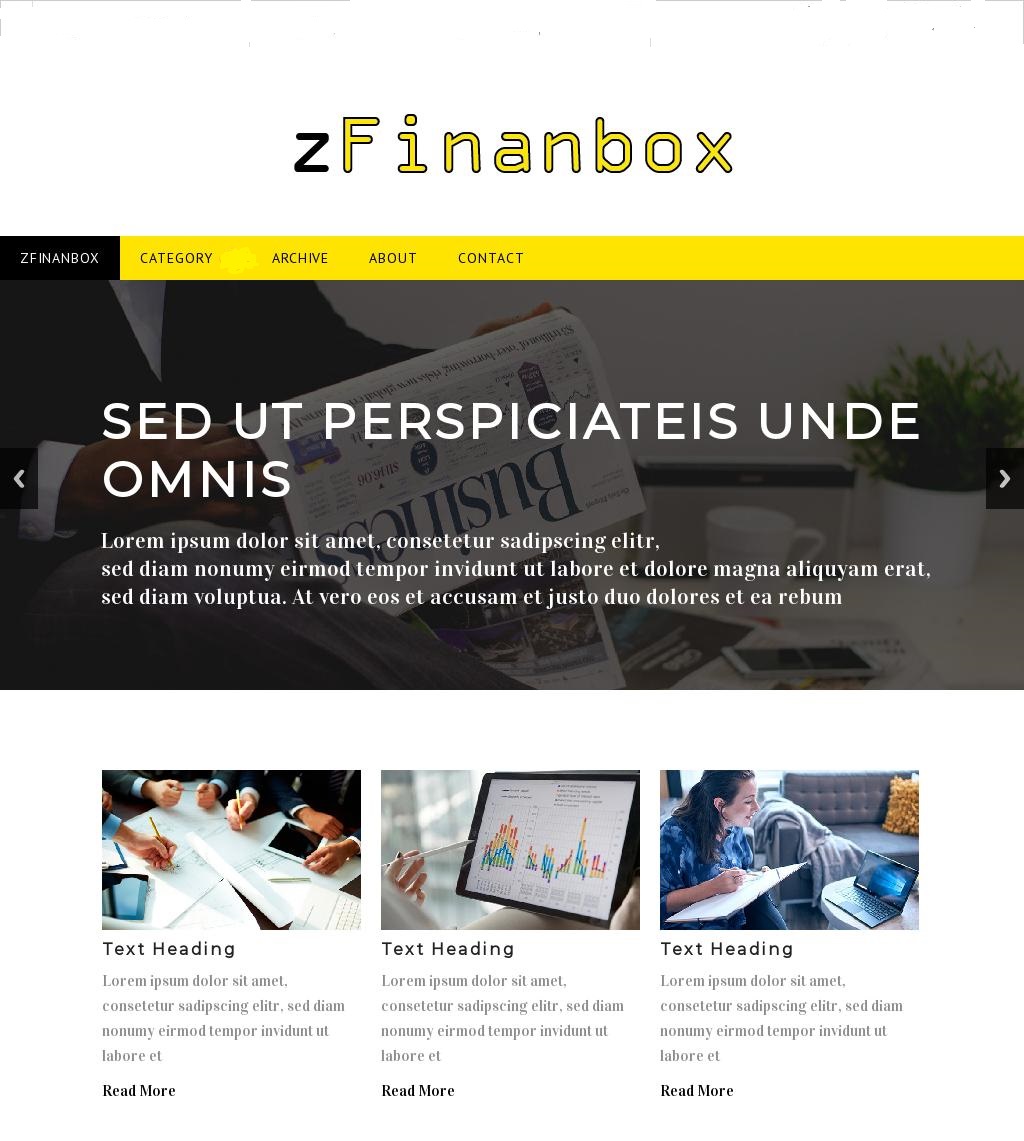 zFinanbox
ZFINANBOX CATEGORY ARCHIVE ABOUT CONTACT
SED UT PERSPICIATEIS UNDE
OMNIS
Lorem ipsum dolor sit amet, consetetur sadipscing elitr,
sed diam nonumy eirmod tempor invidunt ut labore et dolore magna aliquyam erat,
sed diam voluptua. At vero eos et accusam et justo duo dolores et ea rebum
Business
Text Heading
Lorem ipsum dolor sit amet,
consetetur sadipscing elitr, sed diam
nonumy eirmod tempor invidunt ut
labore et
Read More
Text Heading
Lorem ipsum dolor sit amet,
consetetur sadipscing elitr, sed diam
nonumy eirmod tempor invidunt ut
labore et
Read More
Text Heading
Lorem ipsum dolor sit amet,
consetetur sadipscing elitr, sed diam
nonumy eirmod tempor invidunt ut
labore et
Read More